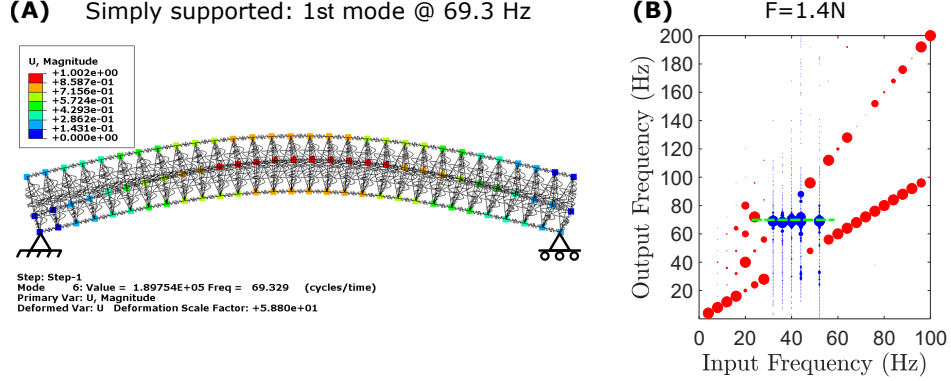 (A) Simply supported: 1st mode @ 69.3 Hz
U, Magnitude
+1.002e+00
+8.587e-01
+7.156e-01
+5.724e-01
+4.293e-01
+2.862e-01
+1.431e-01
+0.000e+00
Step: Step-1
Mode 6: Value = 1.89754E+05 Freq = 69.329 (cycles/time)
Primary Var: U, Magnitude
Deformed Var: U Deformation Scale Factor: +5.880e+01
(B) F=1.4N
Output Frequency (Hz)
200
180
160
140
120
100
80
60
40
20
0 20 40 60 80 100
Input Frequency (Hz)